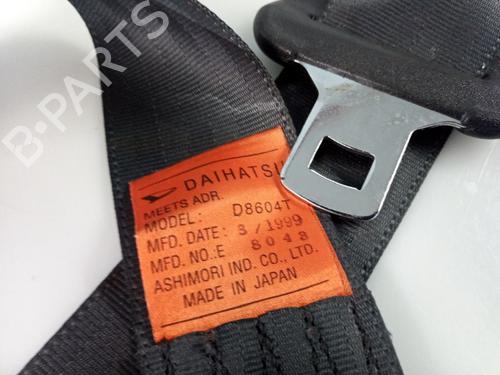 B-PARTS
DAIHATSU
MEETS ADR.
MODEL: D8604T
MFD. DATE: 3/1999
MFD. NO.: E 8048
ASHIMORI IND. CO., LTD.
MADE IN JAPAN